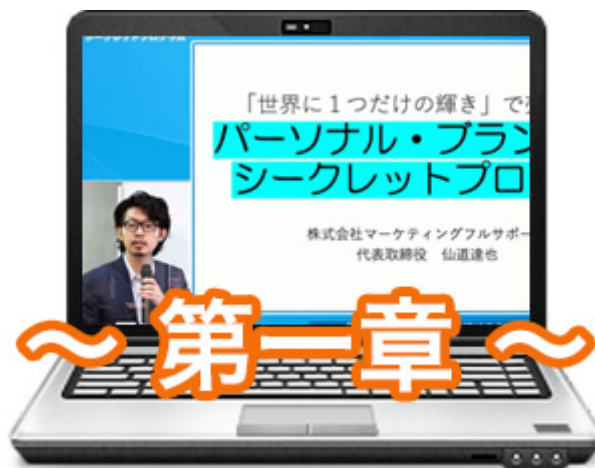 シークレットプログラム
「世界に１つだけの輝き」で
パーソナル・ブラン
シークレットプロ
株式会社マーケティングフルサポー
代表取締役　仙道達也
～ 第一章 ～